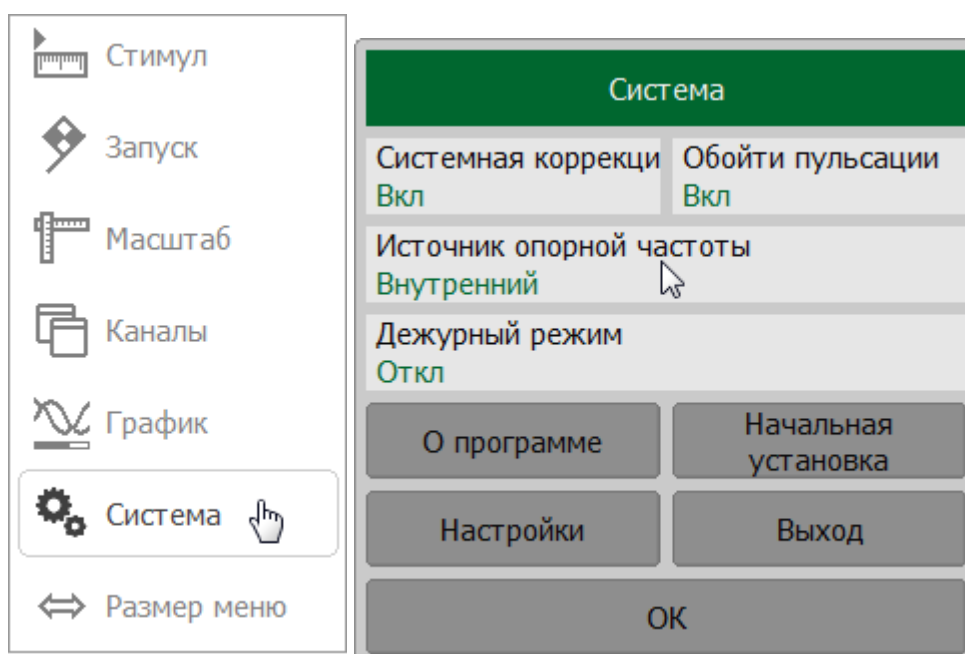 Стимул
Запуск
Масштаб
Каналы
График
Система
Размер меню
Система
Системная коррекци
Вкл
Обойти пульсации
Вкл
Источник опорной частоты
Внутренний
Дежурный режим
Откл
О программе
Начальная
установка
Настройки
Выход
ОК